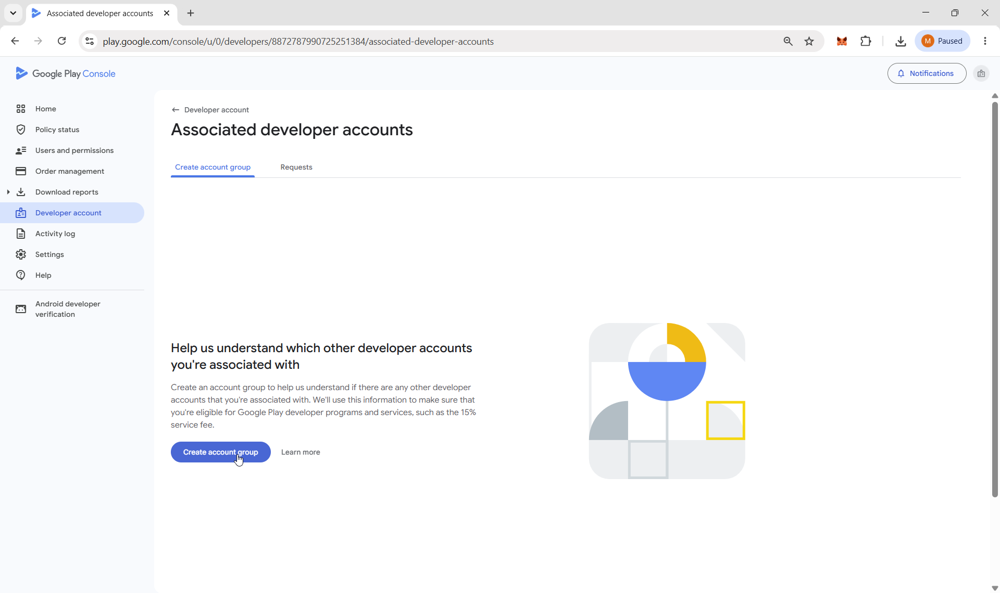 Associated developer accounts
play.google.com/console/u/0/developers/8872787990725251384/associated-developer-accounts
M Paused
Google Play Console
Notifications
Home
Policy status
Users and permissions
Order management
Download reports
Developer account
Activity log
Settings
Help
Android developer
verification
Developer account
Associated developer accounts
Create account group
Requests
Help us understand which other developer accounts
you're associated with
Create an account group to help us understand if there are any other developer
accounts that you're associated with. We'll use this information to make sure that
you're eligible for Google Play developer programs and services, such as the 15%
service fee.
Create account group
Learn more